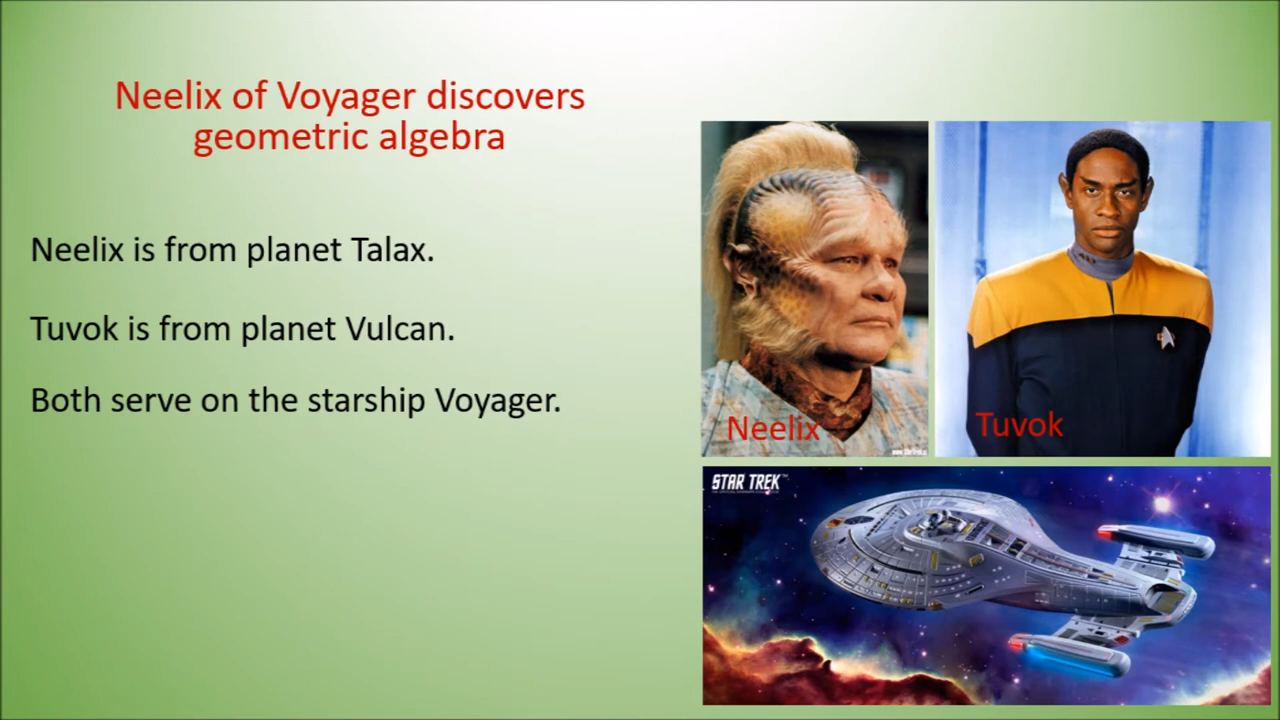 Neelix of Voyager discovers
geometric algebra
Neelix is from planet Talax.
Tuvok is from planet Vulcan.
Both serve on the starship Voyager.
Neelix
Tuvok
STAR TREK